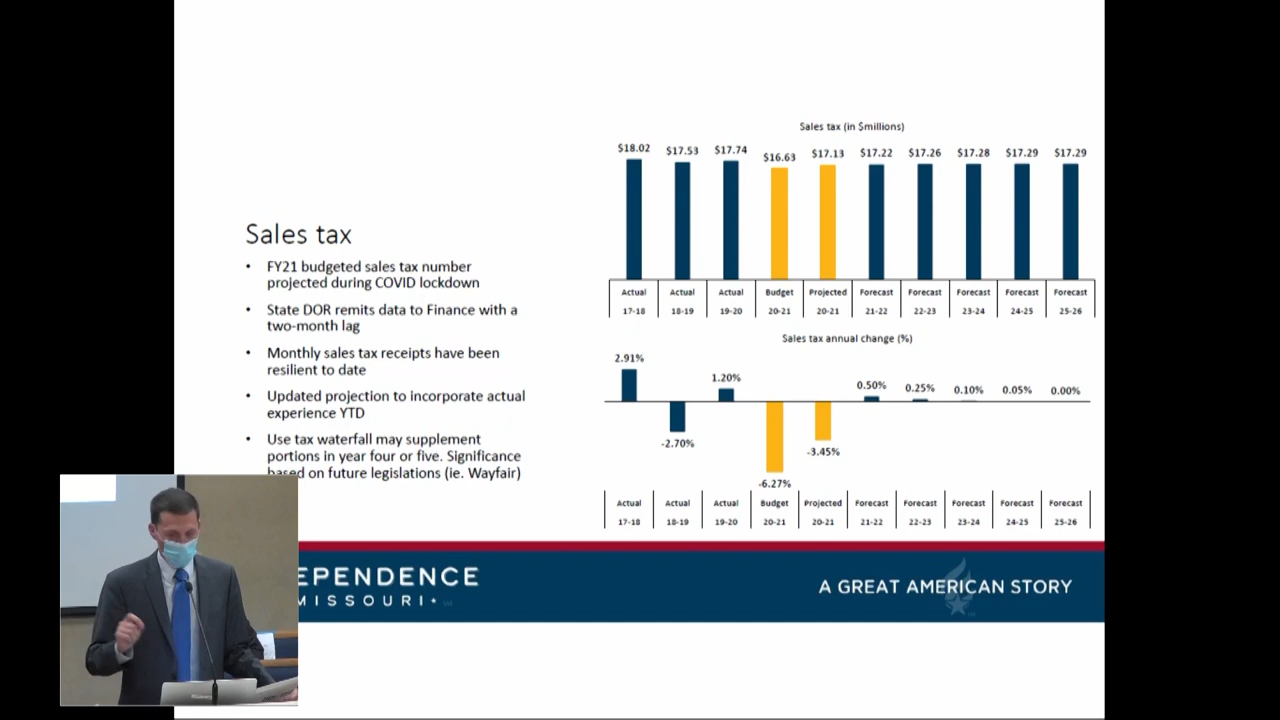 Sales tax (in $millions)
$18.02 $17.53 $17.74 $16.63 $17.13 $17.22 $17.26 $17.28 $17.29 $17.29
Actual Actual Actual Budget Projected Forecast Forecast Forecast Forecast Forecast
17-18 18-19 19-20 20-21 20-21 21-22 22-23 23-24 24-25 25-26
Sales tax
• FY21 budgeted sales tax number
projected during COVID lockdown
• State DOR remits data to Finance with a
two-month lag
• Monthly sales tax receipts have been
resilient to date
• Updated projection to incorporate actual
experience YTD
• Use tax waterfall may supplement
portions in year four or five. Significance
based on future legislations (ie. Wayfair)
Sales tax annual change (%)
2.91% -2.70% 1.20% -6.27% -3.45% 0.50% 0.25% 0.10% 0.05% 0.00%
Actual Actual Actual Budget Projected Forecast Forecast Forecast Forecast Forecast
17-18 18-19 19-20 20-21 20-21 21-22 22-23 23-24 24-25 25-26
EPENDENCE
MISSOURI
A GREAT AMERICAN STORY